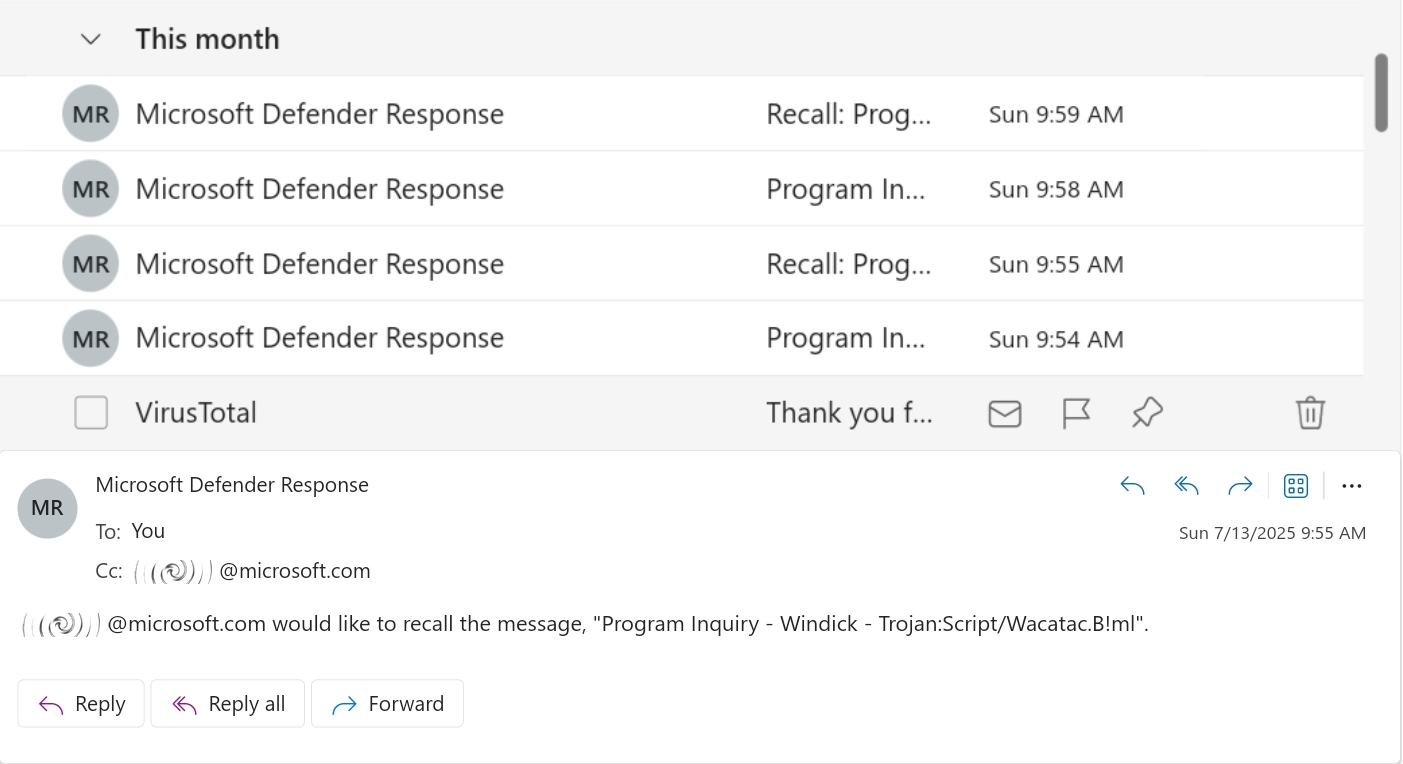 This month
MR Microsoft Defender Response Recall: Prog... Sun 9:59 AM
MR Microsoft Defender Response Program In... Sun 9:58 AM
MR Microsoft Defender Response Recall: Prog... Sun 9:55 AM
MR Microsoft Defender Response Program In... Sun 9:54 AM
VirusTotal Thank you f...
MR Microsoft Defender Response
To: You
Sun 7/13/2025 9:55 AM
Cc: @microsoft.com
@microsoft.com would like to recall the message, "Program Inquiry - Windick - Trojan:Script/Wacatac.B!ml".
Reply Reply all Forward